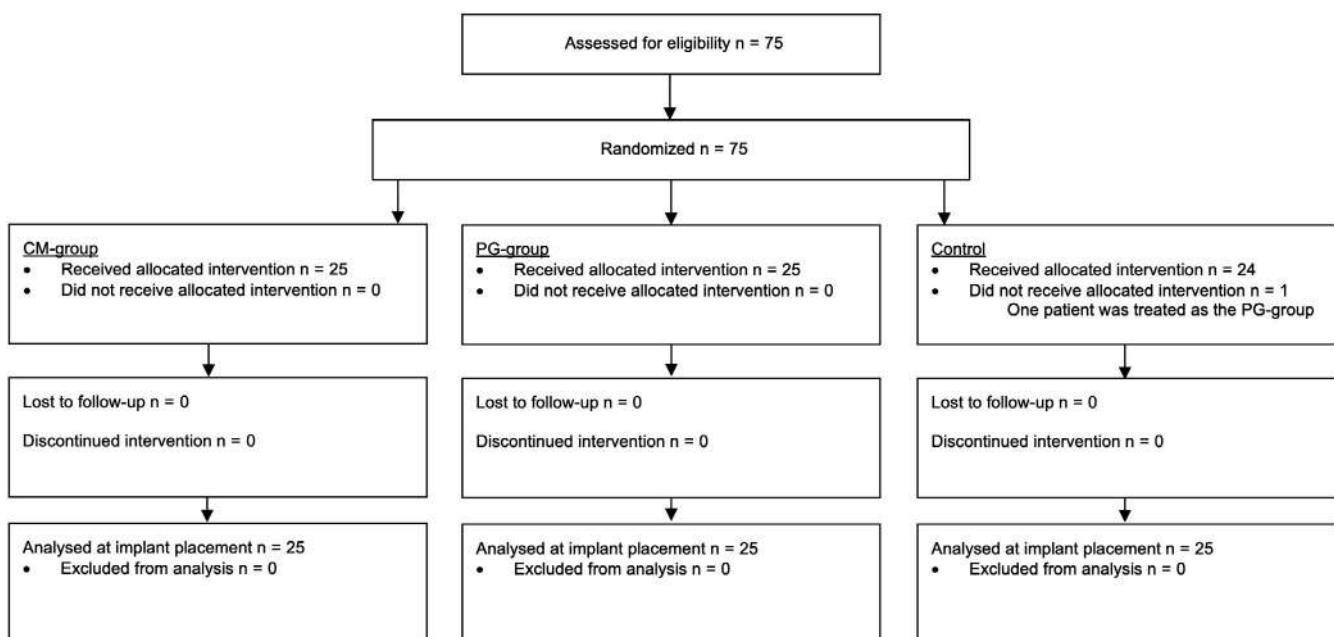 Assessed for eligibility n = 75
Randomized n = 75
CM-group
• Received allocated intervention n = 25
• Did not receive allocated intervention n = 0
PG-group
• Received allocated intervention n = 25
• Did not receive allocated intervention n = 0
Control
• Received allocated intervention n = 24
• Did not receive allocated intervention n = 1
One patient was treated as the PG-group
Lost to follow-up n = 0
Discontinued intervention n = 0
Lost to follow-up n = 0
Discontinued intervention n = 0
Lost to follow-up n = 0
Discontinued intervention n = 0
Analysed at implant placement n = 25
• Excluded from analysis n = 0
Analysed at implant placement n = 25
• Excluded from analysis n = 0
Analysed at implant placement n = 25
• Excluded from analysis n = 0